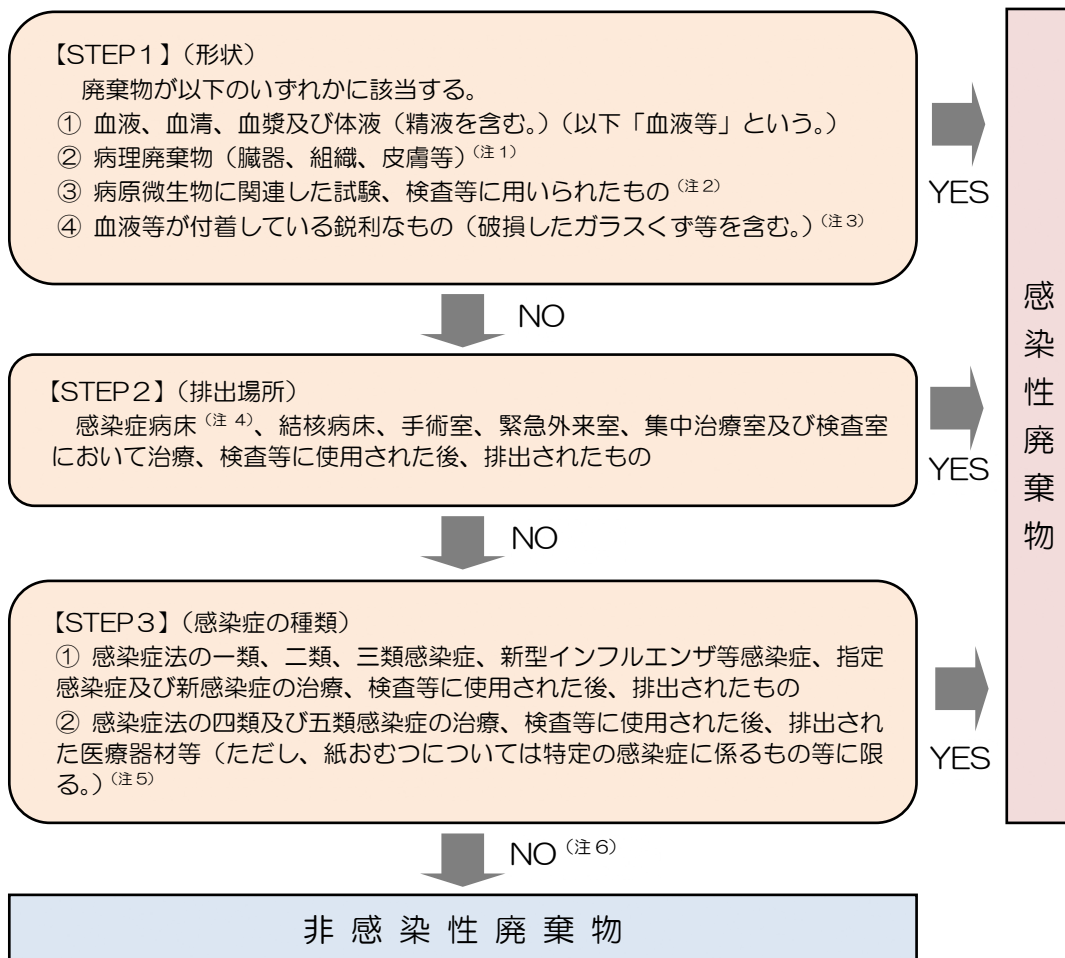 【STEP1】（形状）
廃棄物が以下のいずれかに該当する。
① 血液、血清、血漿及び体液（精液を含む。）（以下「血液等」という。）
② 病理廃棄物（臓器、組織、皮膚等）（注1）
③ 病原微生物に関連した試験、検査等に用いられたもの（注2）
④ 血液等が付着している鋭利なもの（破損したガラスくず等を含む。）（注3）
YES
NO
【STEP2】（排出場所）
感染症病床（注 4）、結核病床、手術室、緊急外来室、集中治療室及び検査室
において治療、検査等に使用された後、排出されたもの
YES
NO
【STEP3】（感染症の種類）
① 感染症法の一類、二類、三類感染症、新型インフルエンザ等感染症、指定
感染症及び新感染症の治療、検査等に使用された後、排出されたもの
② 感染症法の四類及び五類感染症の治療、検査等に使用された後、排出され
た医療器材等（ただし、紙おむつについては特定の感染症に係るもの等に限
る。）（注5）
YES
NO（注6）
感染性廃棄物
非感染性廃棄物